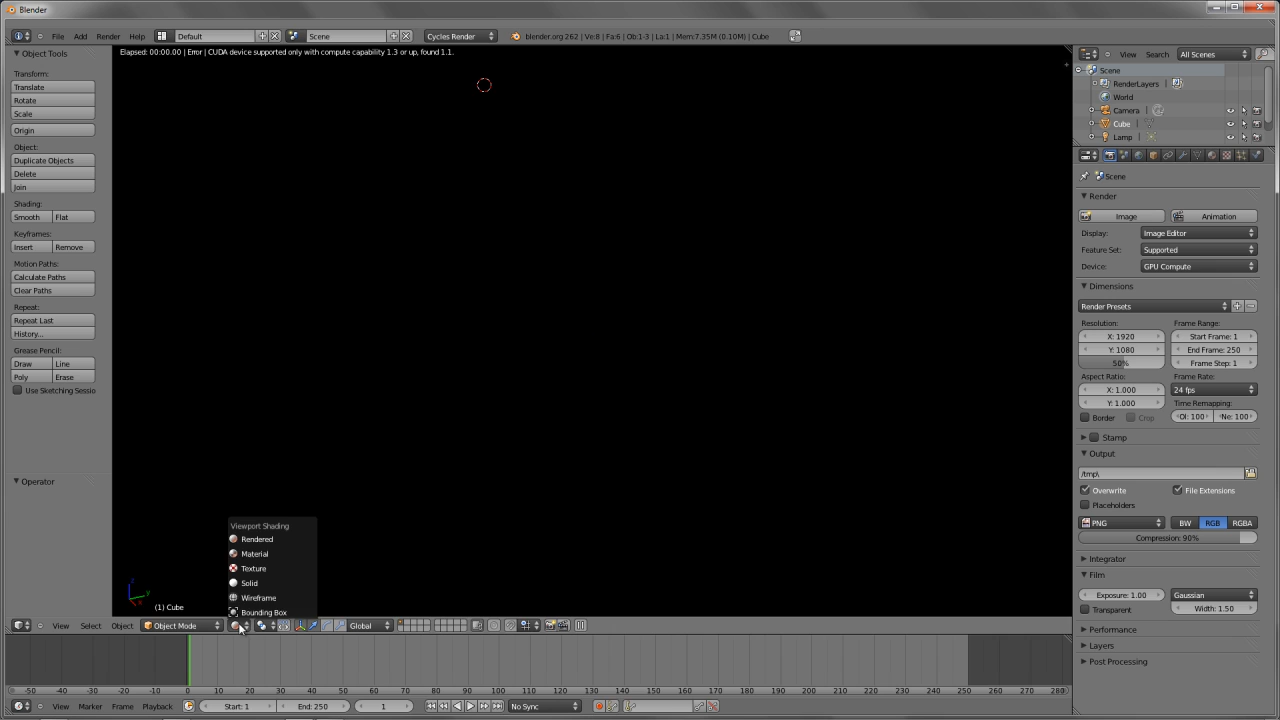 Blender
File Add Render Help Default Scene Cycles Render blender.org 262 | Ve:8 | Fa:6 | Ob:1-3 | La:1 | Mem:7.35M (0.10M) | Cube
Object Tools
Transform:
Translate
Rotate
Scale
Origin
Object:
Duplicate Objects
Delete
Join
Shading:
Smooth Flat
Keyframes:
Insert Remove
Motion Paths:
Calculate Paths
Clear Paths
Repeat:
Repeat Last
History...
Grease Pencil:
Draw Line
Poly Erase
Use Sketching Sessio
Operator
Elapsed: 00:00.00 | Error | CUDA device supported only with compute capability 1.3 or up, found 1.1.
Viewport Shading
Rendered
Material
Texture
Solid
Wireframe
Bounding Box
(1) Cube
View Select Object Object Mode Global
-50 -40 -30 -20 -10 0 10 20 30 40 50 60 70 80 90 100 110 120 130 140 150 160 170 180 190 200 210 220 230 240 250 260 270 280
View Marker Frame Playback Start: 1 End: 250 1 No Sync
View Search All Scenes
Scene
RenderLayers |
World
Camera |
Cube |
Lamp |
Scene
Render
Image Animation
Display: Image Editor
Feature Set: Supported
Device: GPU Compute
Dimensions
Render Presets
Resolution: Frame Range:
X: 1920 Start Frame: 1
Y: 1080 End Frame: 250
50% Frame Step: 1
Aspect Ratio: Frame Rate:
X: 1.000 24 fps
Y: 1.000 Time Remapping:
Border Crop Ol: 100 Ne: 100
Stamp
Output
/tmp\
Overwrite File Extensions
Placeholders
PNG BW RGB RGBA
Compression: 90%
Integrator
Film
Exposure: 1.00 Gaussian
Transparent Width: 1.50
Performance
Layers
Post Processing